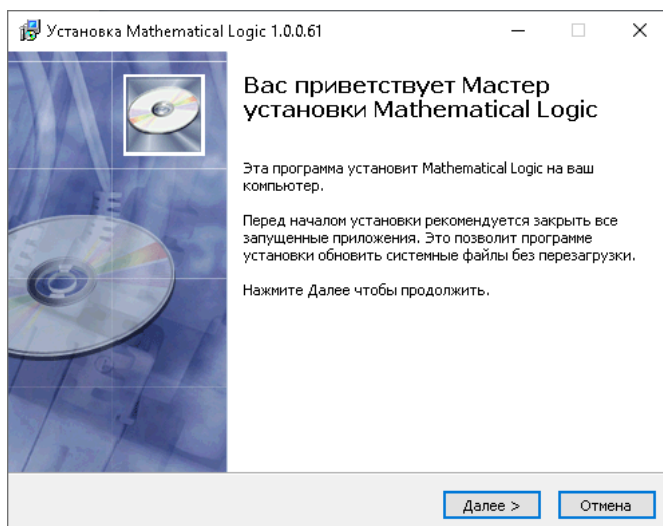 Установка Mathematical Logic 1.0.0.61
Вас приветствует Мастер
установки Mathematical Logic
Эта программа установит Mathematical Logic на ваш
компьютер.
Перед началом установки рекомендуется закрыть все
запущенные приложения. Это позволит программе
установки обновить системные файлы без перезагрузки.
Нажмите Далее чтобы продолжить.
Далее >
Отмена